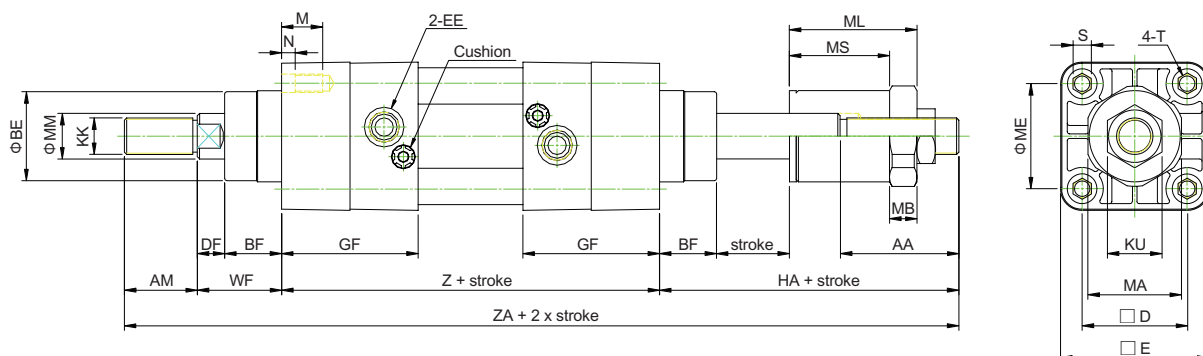 M
N
2-EE
Cushion
ML
MS
S
4-T
ΦBE
ΦMM
KK
ΦME
MB
DF
BF
GF
GF
BF
stroke
AA
KU
AM
WF
Z + stroke
HA + stroke
MA
ZA + 2 x stroke
□ D
□ E